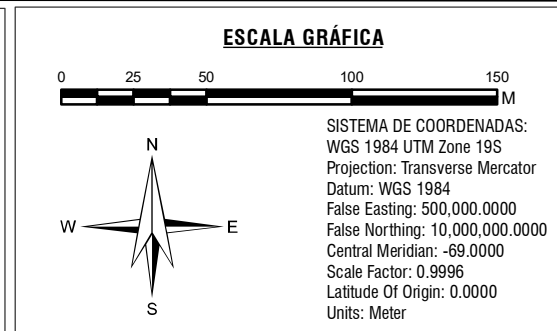 ESCALA GRÁFICA
0 25 50 100 150
M
SISTEMA DE COORDENADAS:
WGS 1984 UTM Zone 19S
Projection: Transverse Mercator
Datum: WGS 1984
False Easting: 500,000.0000
False Northing: 10,000,000.0000
Central Meridian: -69.0000
Scale Factor: 0.9996
Latitude Of Origin: 0.0000
Units: Meter
N
W E
S